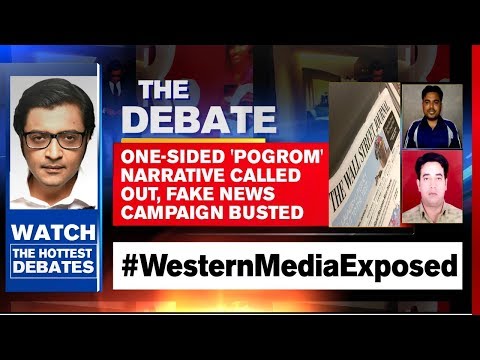 THE
DEBATE
ONE-SIDED 'POGROM'
NARRATIVE CALLED
OUT, FAKE NEWS
CAMPAIGN BUSTED
THE WALL STREET JOURNAL
WATCH
THE HOTTEST
DEBATES
#WesternMediaExposed